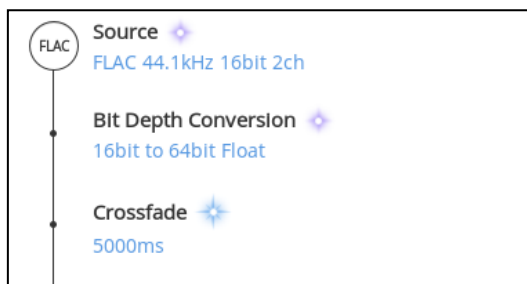 FLAC
Source
FLAC 44.1kHz 16bit 2ch
Bit Depth Conversion
16bit to 64bit Float
Crossfade
5000ms